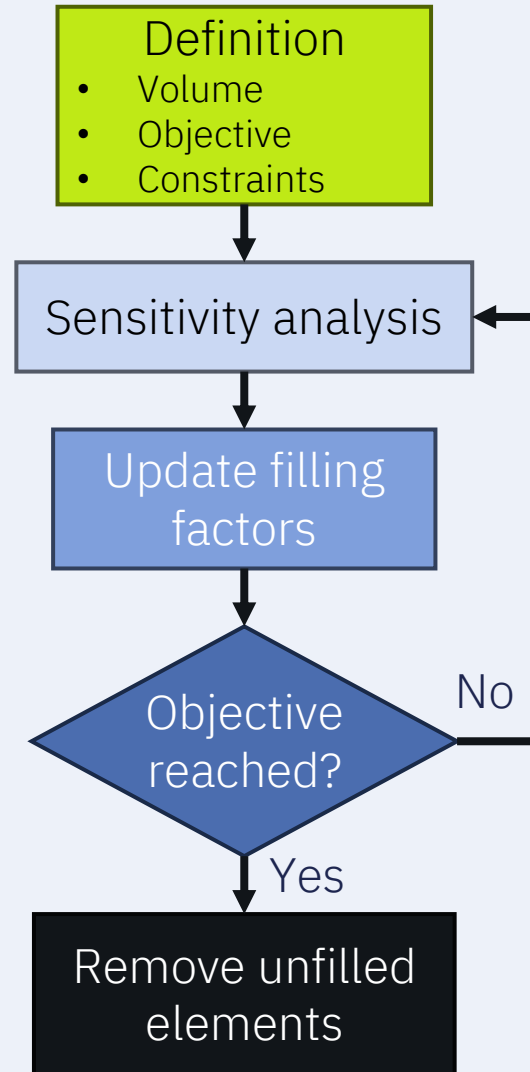 Definition
• Volume
• Objective
• Constraints
Sensitivity analysis
Update filling
factors
Objective
reached?
No
Yes
Remove unfilled
elements